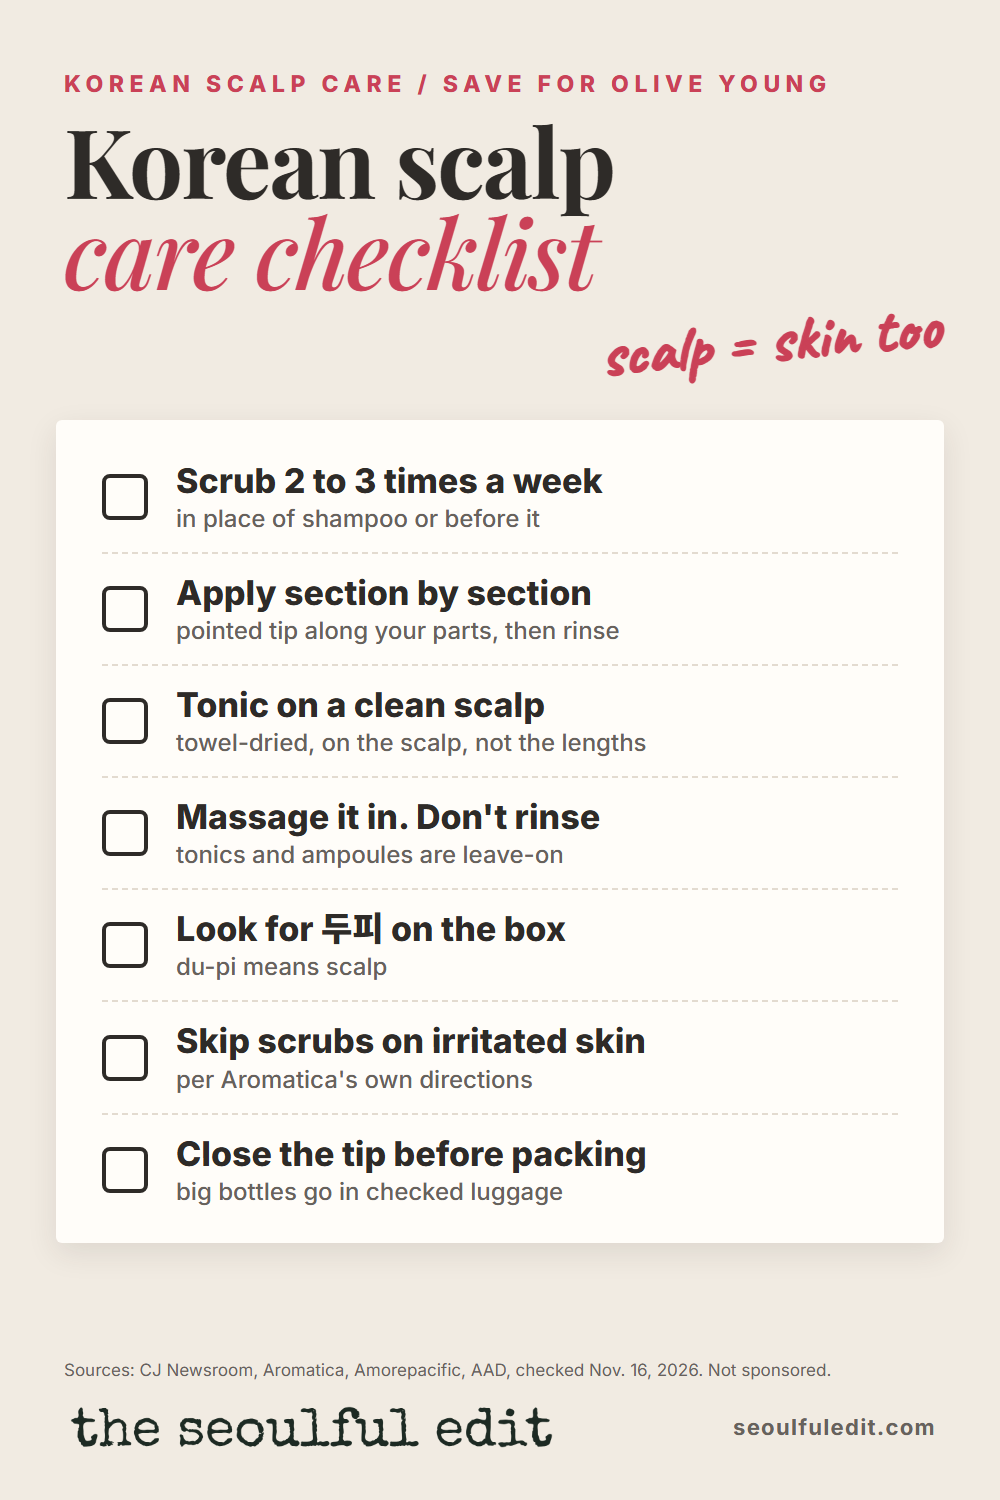 KOREAN SCALP CARE / SAVE FOR OLIVE YOUNG
Korean scalp
care checklist
scalp = skin too
Scrub 2 to 3 times a week
in place of shampoo or before it
Apply section by section
pointed tip along your parts, then rinse
Tonic on a clean scalp
towel-dried, on the scalp, not the lengths
Massage it in. Don't rinse
tonics and ampoules are leave-on
Look for 두피 on the box
du-pi means scalp
Skip scrubs on irritated skin
per Aromatica's own directions
Close the tip before packing
big bottles go in checked luggage
Sources: CJ Newsroom, Aromatica, Amorepacific, AAD, checked Nov. 16, 2026. Not sponsored.
the seoulful edit
seoulfuledit.com